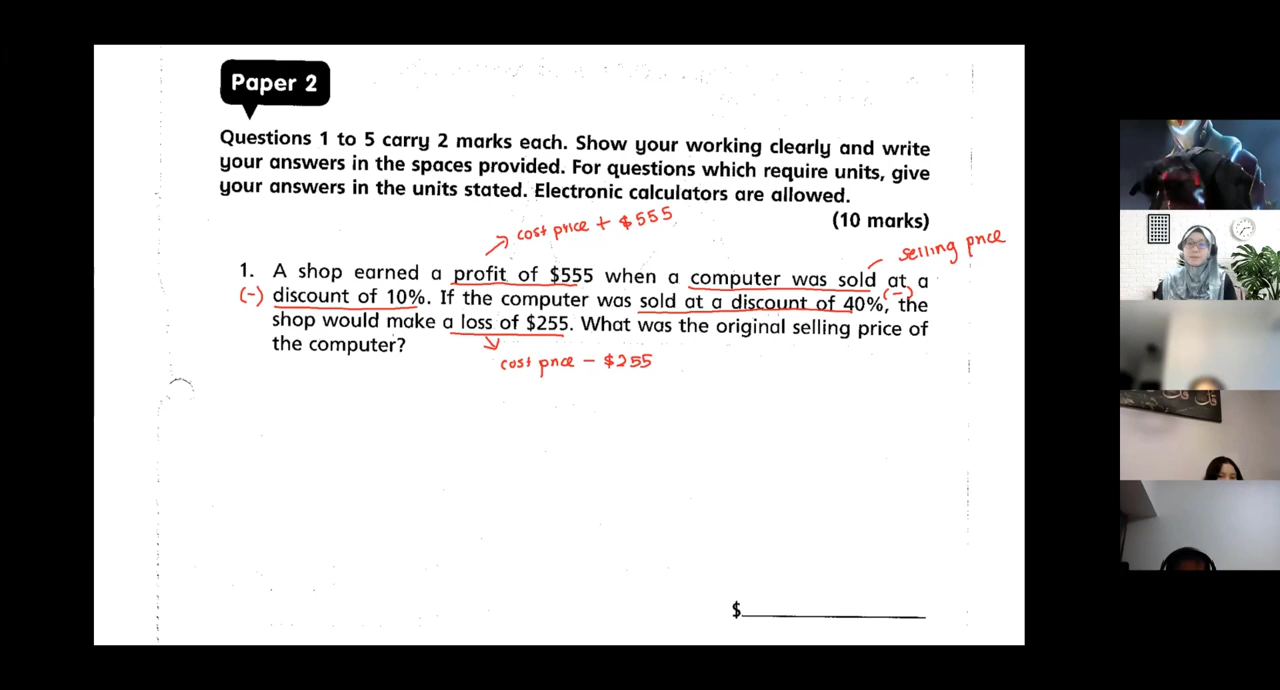 Paper 2
Questions 1 to 5 carry 2 marks each. Show your working clearly and write
your answers in the spaces provided. For questions which require units, give
your answers in the units stated. Electronic calculators are allowed.
(10 marks)
cost price + $555
selling price
1. A shop earned a profit of $555 when a computer was sold at a
(-) discount of 10%. If the computer was sold at a discount of 40%, the
(-)
shop would make a loss of $255. What was the original selling price of
the computer?
cost price - $255
$